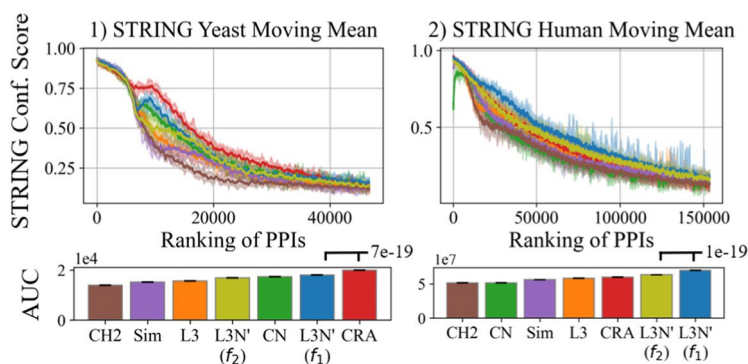 1) STRING Yeast Moving Mean
2) STRING Human Moving Mean
STRING Conf. Score
1.00
0.75
0.50
0.25
0 20000 40000
Ranking of PPIs
1.0
0.5
0 50000 100000 150000
Ranking of PPIs
AUC
1e4
2
0
7e-19
CH2 Sim L3 L3N' CN L3N' CRA
(f₂) (f₁)
1e7
5
0
1e-19
CH2 CN Sim L3 CRA L3N' L3N'
(f₂) (f₁)